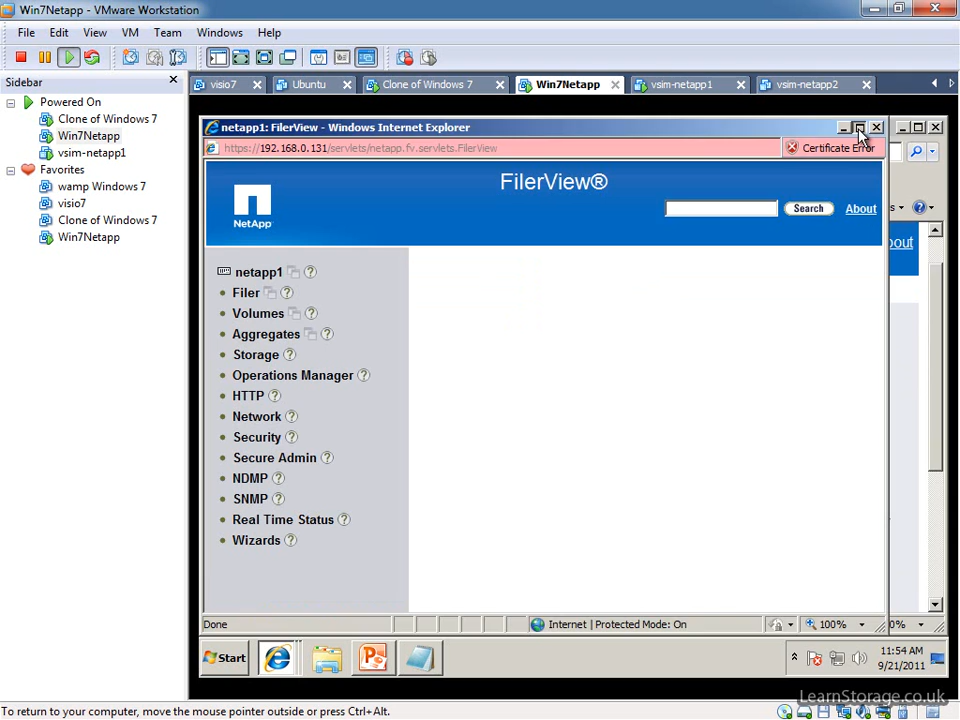 Win7Netapp - VMware Workstation
File Edit View VM Team Windows Help
Sidebar
visio7 Ubuntu Clone of Windows 7 Win7Netapp vsim-netapp1 vsim-netapp2
Powered On
Clone of Windows 7
Win7Netapp
vsim-netapp1
Favorites
wamp Windows 7
visio7
Clone of Windows 7
Win7Netapp
netapp1: FilerView - Windows Internet Explorer
https://192.168.0.131/servlets/netapp.fv.servlets.FilerView Certificate Error
FilerView®
NetApp
Search About
out
netapp1
Filer
Volumes
Aggregates
Storage
Operations Manager
HTTP
Network
Security
Secure Admin
NDMP
SNMP
Real Time Status
Wizards
Done Internet | Protected Mode: On 100% 0%
Start 11:54 AM
9/21/2011
LearnStorage.co.uk
To return to your computer, move the mouse pointer outside or press Ctrl+Alt.